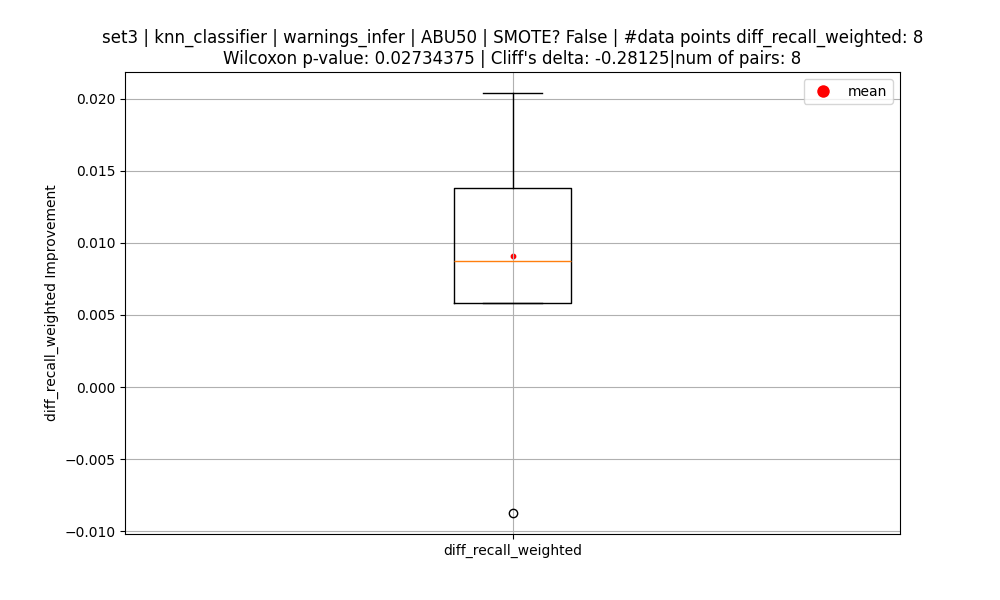 set3 | knn_classifier | warnings_infer | ABU50 | SMOTE? False | #data points diff_recall_weighted: 8
Wilcoxon p-value: 0.02734375 | Cliff's delta: -0.28125|num of pairs: 8
mean
0.020
0.015
0.010
0.005
0.000
−0.005
−0.010
diff_recall_weighted Improvement
diff_recall_weighted